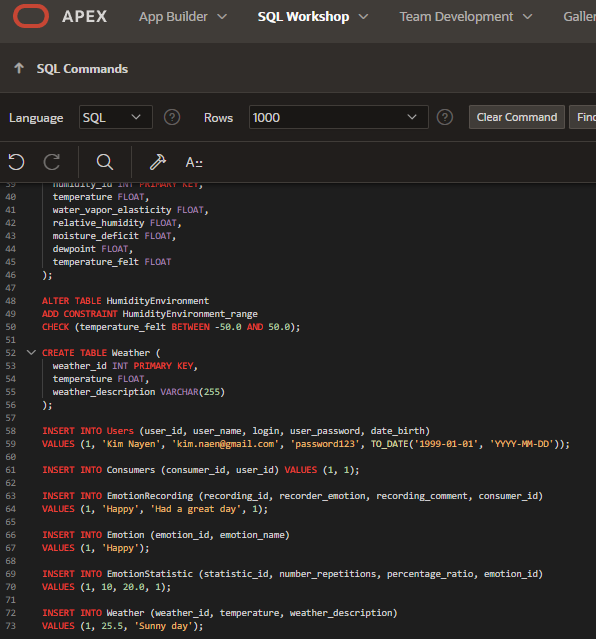 APEX App Builder SQL Workshop Team Development
SQL Commands
Language SQL Rows 1000 Clear Command
39 humidity_id INT PRIMARY KEY,
40 temperature FLOAT,
41 water_vapor_elasticity FLOAT,
42 relative_humidity FLOAT,
43 moisture_deficit FLOAT,
44 dewpoint FLOAT,
45 temperature_felt FLOAT
46 );
47
48 ALTER TABLE HumidityEnvironment
49 ADD CONSTRAINT HumidityEnvironment_range
50 CHECK (temperature_felt BETWEEN -50.0 AND 50.0);
51
52 CREATE TABLE Weather (
53 weather_id INT PRIMARY KEY,
54 temperature FLOAT,
55 weather_description VARCHAR(255)
56 );
57
58 INSERT INTO Users (user_id, user_name, login, user_password, date_birth)
59 VALUES (1, 'Kim Nayen', 'kim.naen@gmail.com', 'password123', TO_DATE('1999-01-01', 'YYYY-MM-DD'));
60
61 INSERT INTO Consumers (consumer_id, user_id) VALUES (1, 1);
62
63 INSERT INTO EmotionRecording (recording_id, recorder_emotion, recording_comment, consumer_id)
64 VALUES (1, 'Happy', 'Had a great day', 1);
65
66 INSERT INTO Emotion (emotion_id, emotion_name)
67 VALUES (1, 'Happy');
68
69 INSERT INTO EmotionStatistic (statistic_id, number_repetitions, percentage_ratio, emotion_id)
70 VALUES (1, 10, 20.0, 1);
71
72 INSERT INTO Weather (weather_id, temperature, weather_description)
73 VALUES (1, 25.5, 'Sunny day');